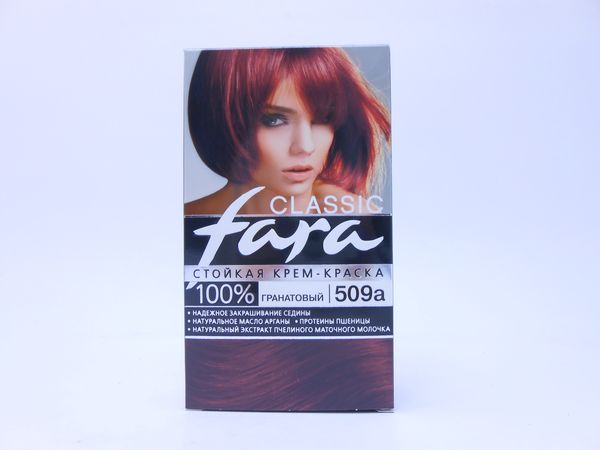 CLASSIC
fara
СТОЙКАЯ КРЕМ-КРАСКА
100% ГРАНАТОВЫЙ 509а
• НАДЕЖНОЕ ЗАКРАШИВАНИЕ СЕДИНЫ
• НАТУРАЛЬНОЕ МАСЛО АРГАНЫ • ПРОТЕИНЫ ПШЕНИЦЫ
• НАТУРАЛЬНЫЙ ЭКСТРАКТ ПЧЕЛИНОГО МАТОЧНОГО МОЛОЧКА